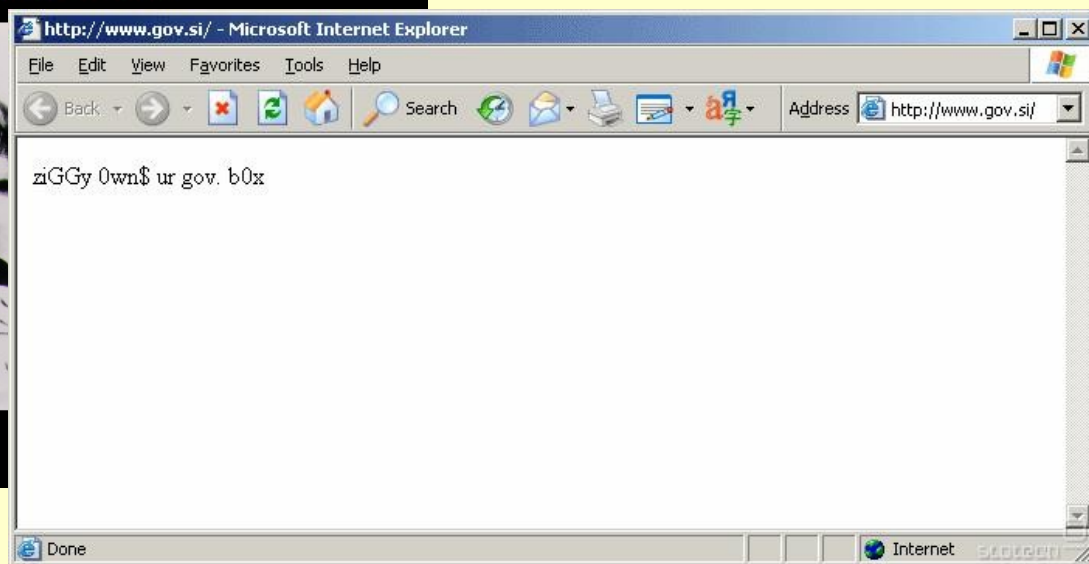 http://www.gov.si/ - Microsoft Internet Explorer
File Edit View Favorites Tools Help
Back Search Address http://www.gov.si/
ziGGy 0wn$ ur gov. b0x
Done Internet